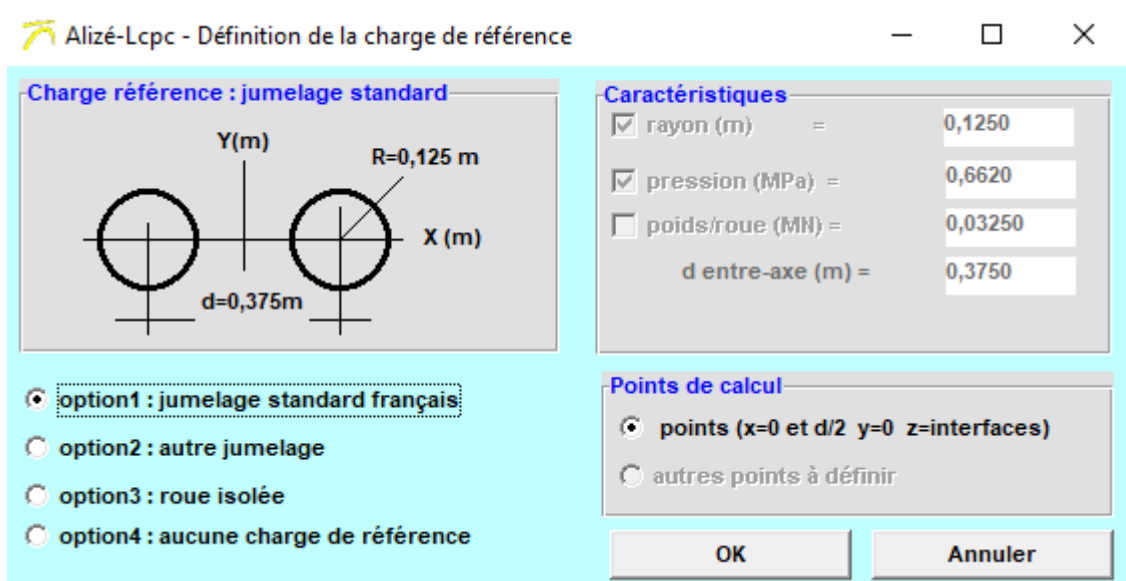 Alizé-Lcpc - Définition de la charge de référence
Charge référence : jumelage standard
Y(m)
R=0,125 m
X (m)
d=0,375m
Caractéristiques
rayon (m) = 0,1250
pression (MPa) = 0,6620
poids/roue (MN) = 0,03250
d entre-axe (m) = 0,3750
option1 : jumelage standard français
option2 : autre jumelage
option3 : roue isolée
option4 : aucune charge de référence
Points de calcul
points (x=0 et d/2 y=0 z=interfaces)
autres points à définir
OK
Annuler